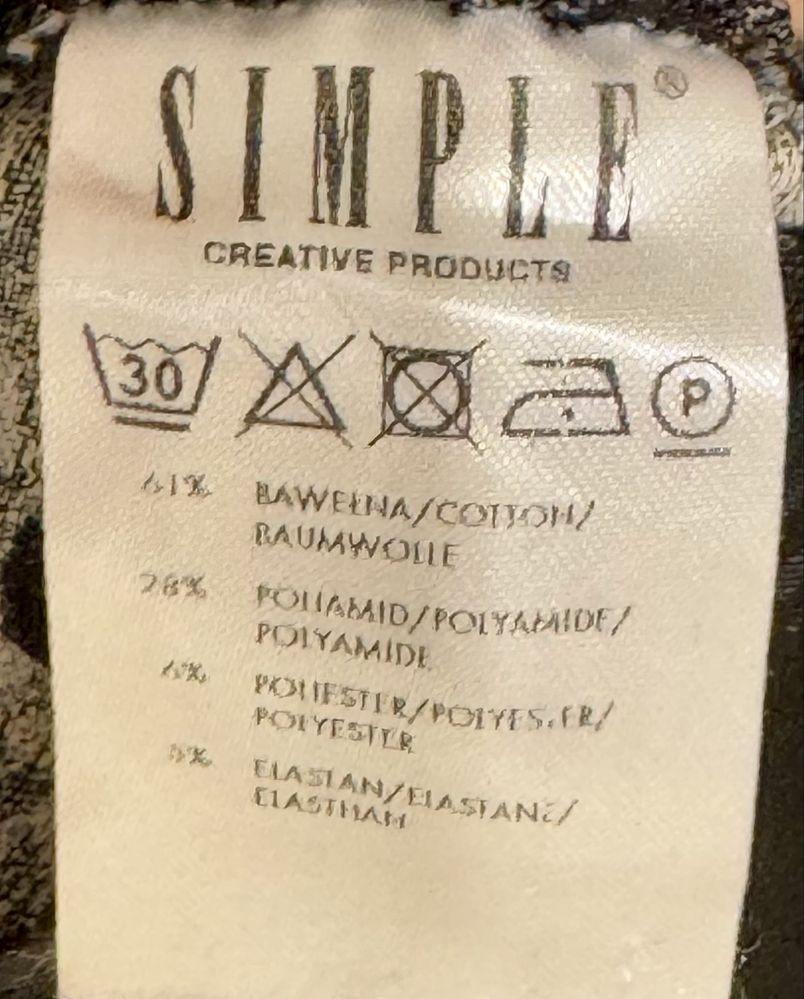 SIMPLE®
CREATIVE PRODUCTS
30 P
61% BAWEŁNA/COTTON/
BAUMWOLLE
28% POLIAMID/POLYAMIDE/
POLYAMIDE
6% POLIESTER/POLYESTER/
POLYESTER
5% ELASTAN/ELASTANE/
ELASTHAN